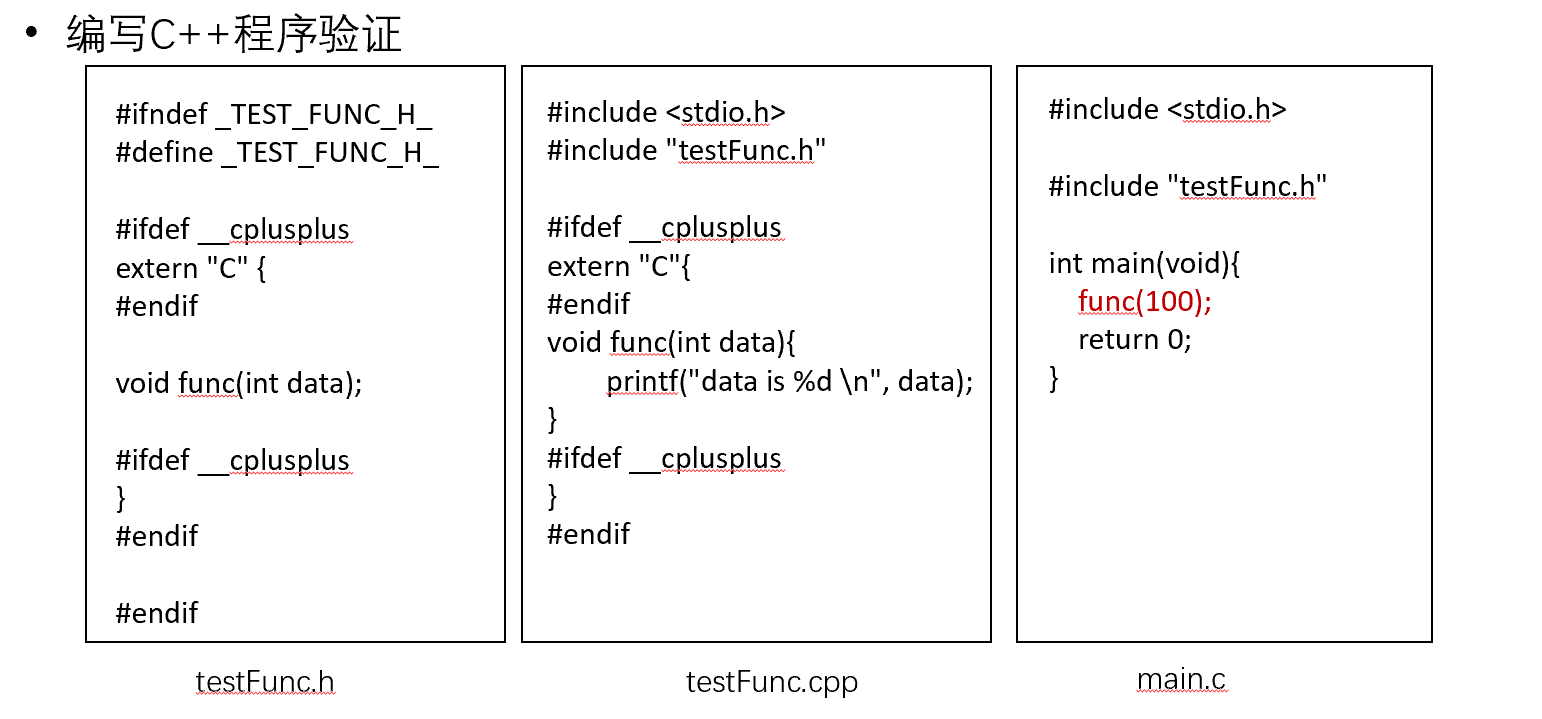 • 编写C++程序验证
#ifndef _TEST_FUNC_H_
#define _TEST_FUNC_H_
#ifdef __cplusplus
extern "C" {
#endif
void func(int data);
#ifdef __cplusplus
}
#endif
#endif
testFunc.h
#include <stdio.h>
#include "testFunc.h"
#ifdef __cplusplus
extern "C"{
#endif
void func(int data){
printf("data is %d \n", data);
}
#ifdef __cplusplus
}
#endif
testFunc.cpp
#include <stdio.h>
#include "testFunc.h"
int main(void){
func(100);
return 0;
}
main.c